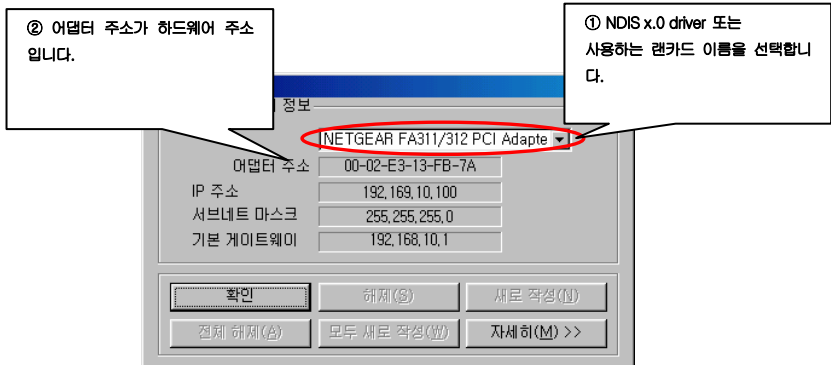 ② 어댑터 주소가 하드웨어 주소
입니다.
① NDIS x.0 driver 또는
사용하는 랜카드 이름을 선택합니
다.
정보
NETGEAR FA311/312 PCI Adapte
어댑터 주소 00-02-E3-13-FB-7A
IP 주소 192,169,10,100
서브네트 마스크 255,255,255,0
기본 게이트웨이 192,168,10,1
확인 해제(S) 새로 작성(N)
전체 해제(A) 모두 새로 작성(W) 자세히(M) >>